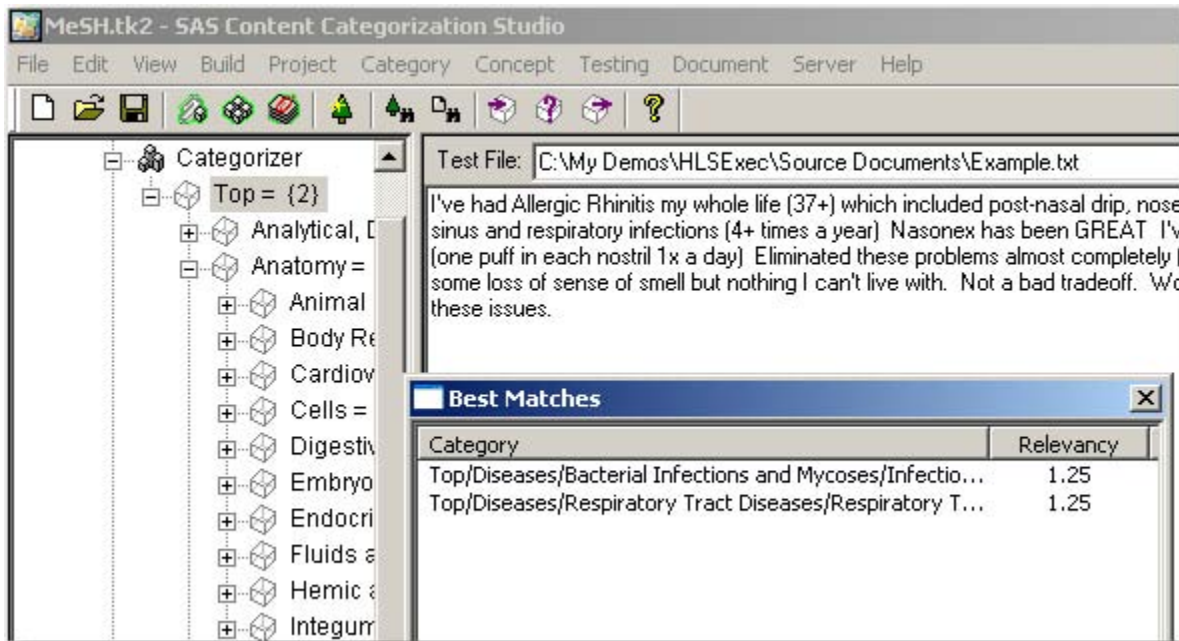 MeSH.tk2 - SAS Content Categorization Studio
File Edit View Build Project Category Concept Testing Document Server Help
Categorizer
Top = {2}
Analytical, D
Anatomy =
Animal
Body Re
Cardiov
Cells =
Digestiv
Embryo
Endocri
Fluids a
Hemic a
Integum
Test File: C:\My Demos\HLSExec\Source Documents\Example.txt
I've had Allergic Rhinitis my whole life (37+) which included post-nasal drip, nose
sinus and respiratory infections (4+ times a year) Nasonex has been GREAT I'v
(one puff in each nostril 1x a day) Eliminated these problems almost completely (
some loss of sense of smell but nothing I can't live with. Not a bad tradeoff. Wo
these issues.
Best Matches
Category Relevancy
Top/Diseases/Bacterial Infections and Mycoses/Infectio... 1.25
Top/Diseases/Respiratory Tract Diseases/Respiratory T... 1.25